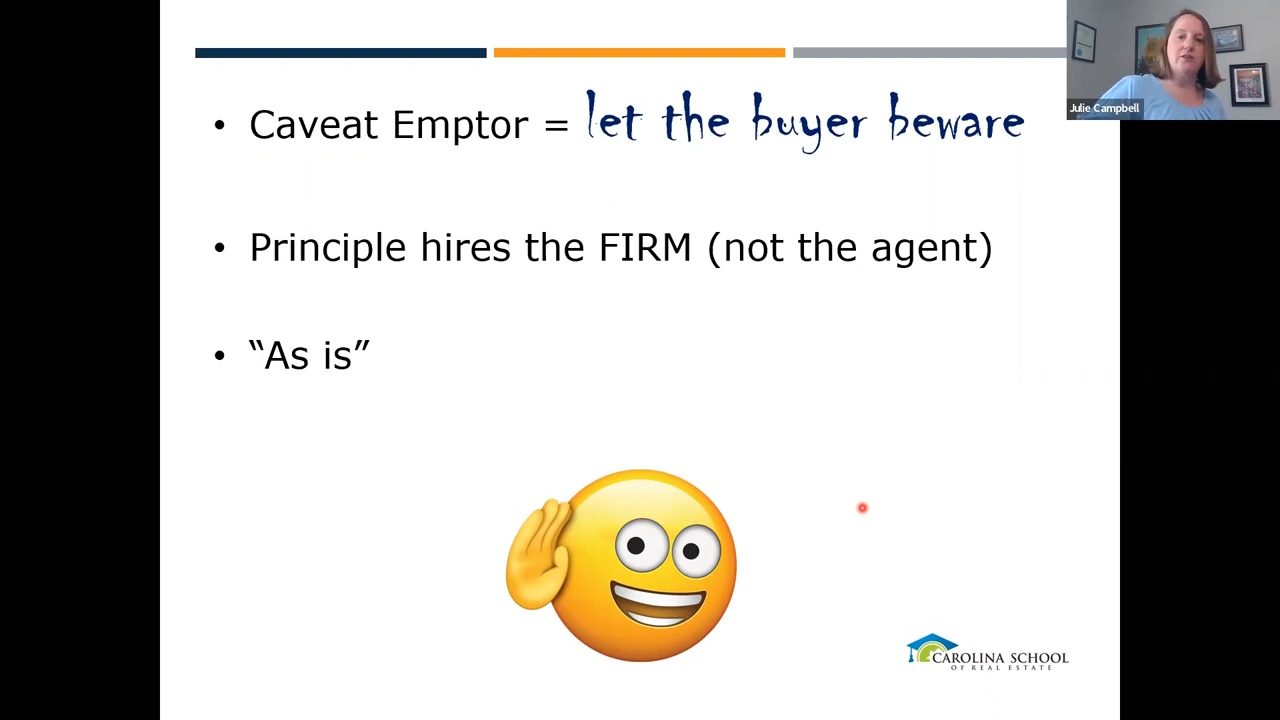 Julie Campbell
• Caveat Emptor = let the buyer beware
• Principle hires the FIRM (not the agent)
• “As is”
CAROLINA SCHOOL
OF REAL ESTATE